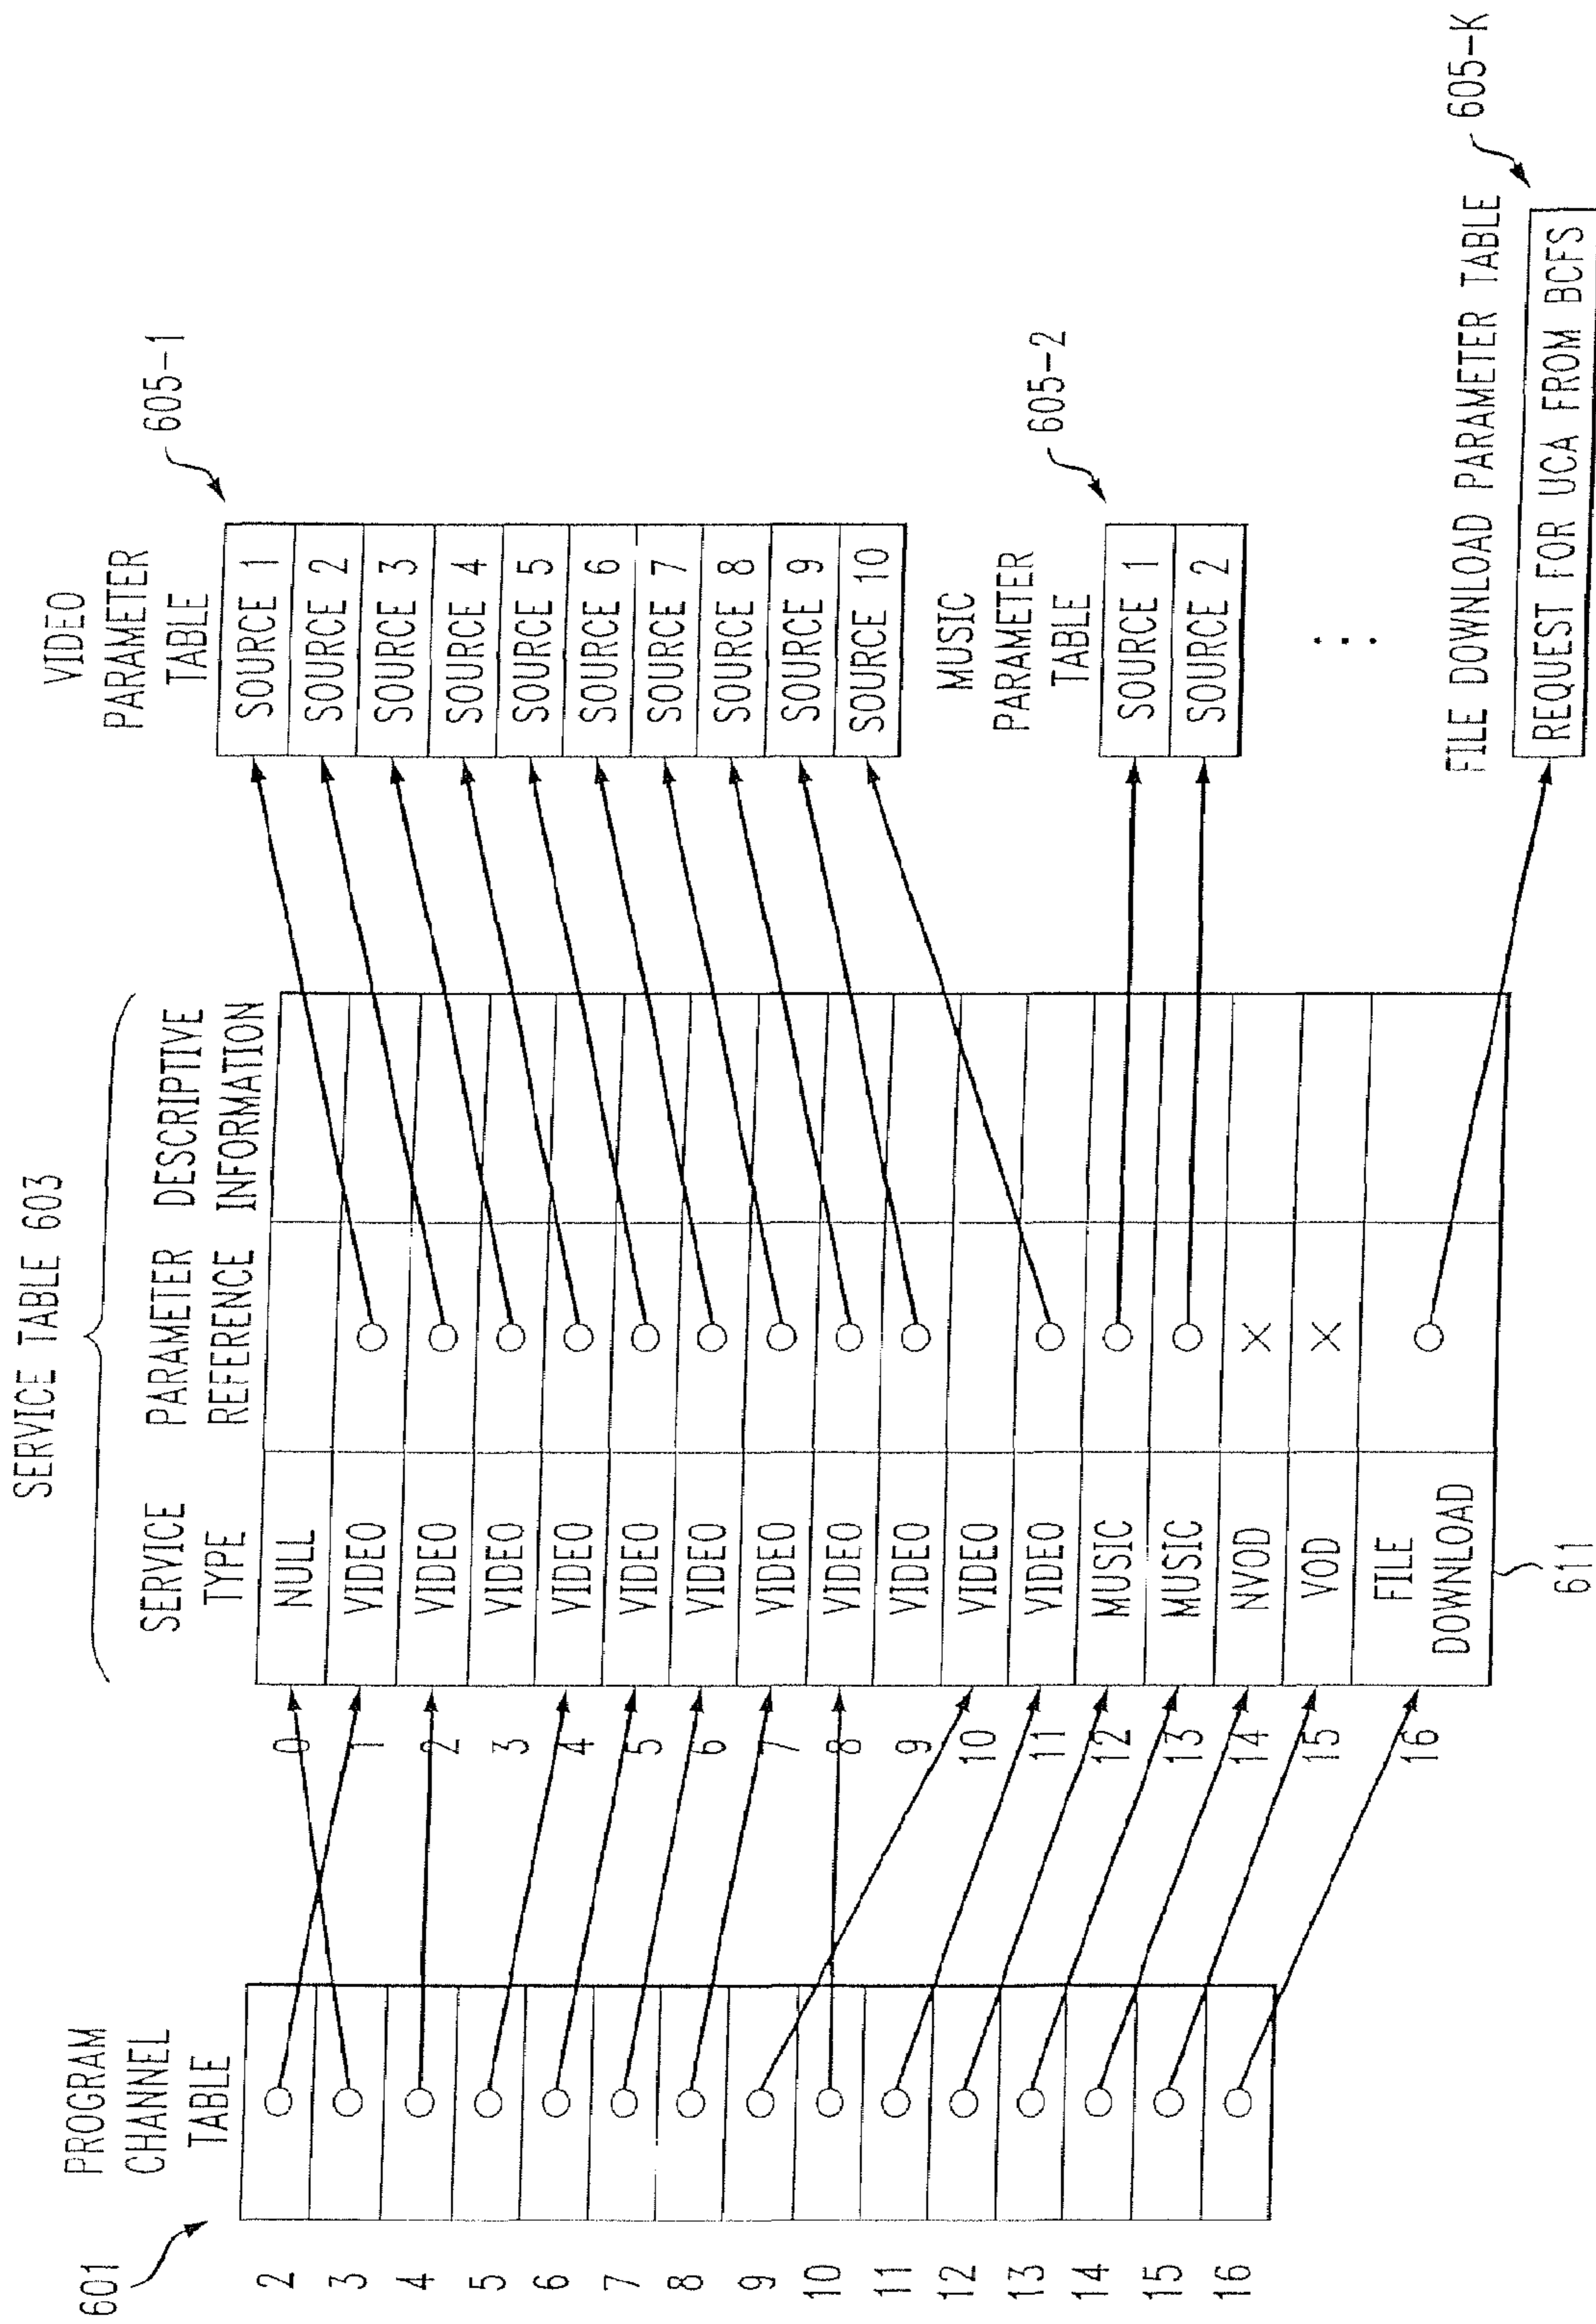 SERVICE TABLE 603
PROGRAM
CHANNEL
TABLE
601
2
3
4
5
6
7
8
9
10
11
12
13
14
15
16
SERVICE
TYPE
PARAMETER
REFERENCE
DESCRIPTIVE
INFORMATION
0 NULL
1 VIDEO
2 VIDEO
3 VIDEO
4 VIDEO
5 VIDEO
6 VIDEO
7 VIDEO
8 VIDEO
9 VIDEO
10 VIDEO
11 VIDEO
12 MUSIC
13 MUSIC
14 NVOD X
15 VOD X
16 FILE
DOWNLOAD
611
VIDEO
PARAMETER
TABLE
605-1
SOURCE 1
SOURCE 2
SOURCE 3
SOURCE 4
SOURCE 5
SOURCE 6
SOURCE 7
SOURCE 8
SOURCE 9
SOURCE 10
MUSIC
PARAMETER
TABLE
605-2
SOURCE 1
SOURCE 2
...
FILE DOWNLOAD PARAMETER TABLE
605-K
REQUEST FOR UCA FROM BCFS